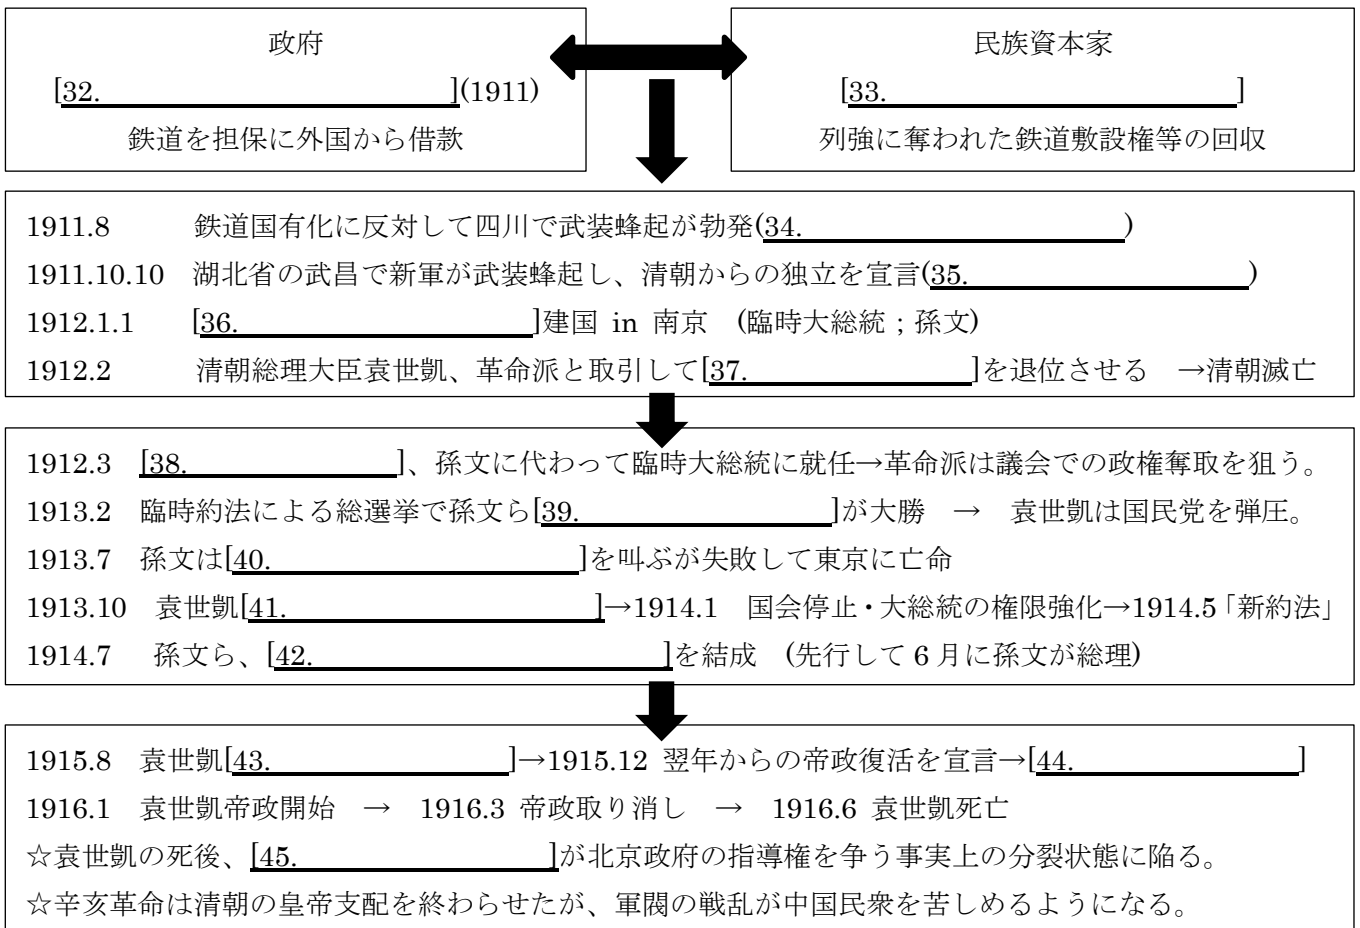 政府
[32. ](1911)
鉄道を担保に外国から借款
民族資本家
[33. ]
列強に奪われた鉄道敷設権等の回収
1911.8 鉄道国有化に反対して四川で武装蜂起が勃発(34. )
1911.10.10 湖北省の武昌で新軍が武装蜂起し、清朝からの独立を宣言(35. )
1912.1.1 [36. ]建国 in 南京 (臨時大総統；孫文)
1912.2 清朝総理大臣袁世凱、革命派と取引して[37. ]を退位させる →清朝滅亡
1912.3 [38. ]、孫文に代わって臨時大総統に就任→革命派は議会での政権奪取を狙う。
1913.2 臨時約法による総選挙で孫文ら[39. ]が大勝 → 袁世凱は国民党を弾圧。
1913.7 孫文は[40. ]を叫ぶが失敗して東京に亡命
1913.10 袁世凱[41. ]→1914.1 国会停止・大総統の権限強化→1914.5「新約法」
1914.7 孫文ら、[42. ]を結成 (先行して 6 月に孫文が総理)
1915.8 袁世凱[43. ]→1915.12 翌年からの帝政復活を宣言→[44. ]
1916.1 袁世凱帝政開始 → 1916.3 帝政取り消し → 1916.6 袁世凱死亡
☆袁世凱の死後、[45. ]が北京政府の指導権を争う事実上の分裂状態に陥る。
☆辛亥革命は清朝の皇帝支配を終わらせたが、軍閥の戦乱が中国民衆を苦しめるようになる。